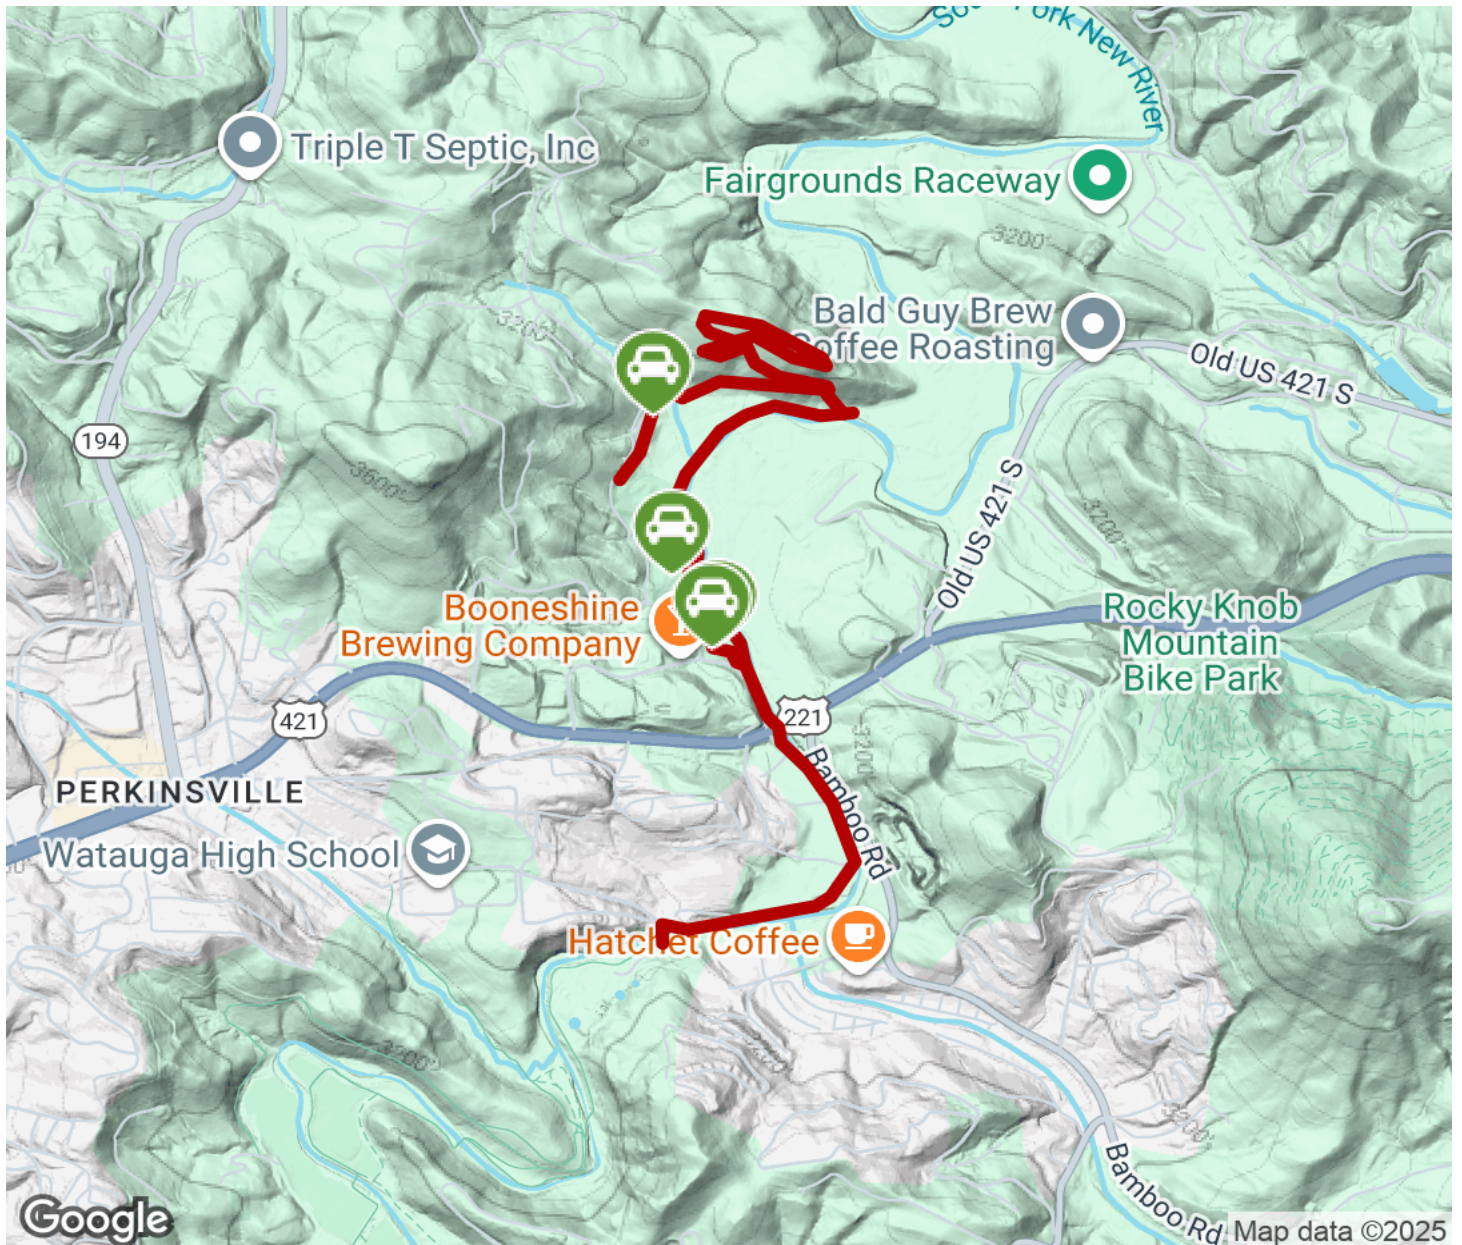 South Fork New River
Triple T Septic, Inc
Fairgrounds Raceway
3200'
3200'
Bald Guy Brew
Coffee Roasting
Old US 421 S
194
3600'
3200'
Old US 421 S
Booneshine
Brewing Company
Rocky Knob
Mountain
Bike Park
421
221
3200'
Bamboo Rd
PERKINSVILLE
Watauga High School
Hatchet Coffee
3200'
3200'
Bamboo Rd
Google
Map data ©2025